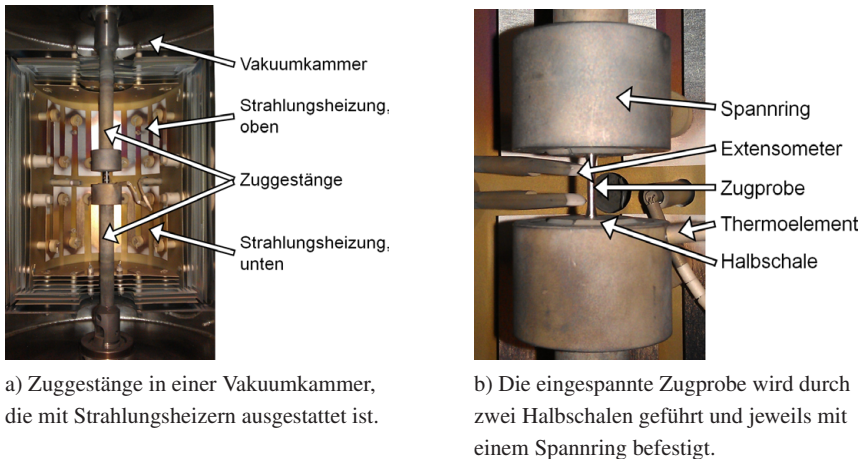 Vakuumkammer
Strahlungsheizung,
oben
Zuggestänge
Strahlungsheizung,
unten
a) Zuggestänge in einer Vakuumkammer,
die mit Strahlungsheizern ausgestattet ist.
Spannring
Extensometer
Zugprobe
Thermoelement
Halbschale
b) Die eingespannte Zugprobe wird durch
zwei Halbschalen geführt und jeweils mit
einem Spannring befestigt.